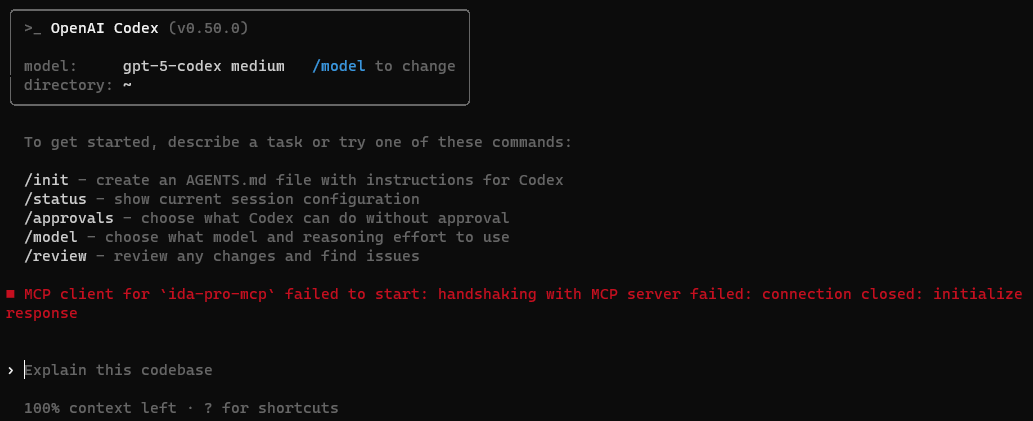 >_ OpenAI Codex (v0.50.0)
model: gpt-5-codex medium /model to change
directory: ~
To get started, describe a task or try one of these commands:
/init - create an AGENTS.md file with instructions for Codex
/status - show current session configuration
/approvals - choose what Codex can do without approval
/model - choose what model and reasoning effort to use
/review - review any changes and find issues
■ MCP client for `ida-pro-mcp` failed to start: handshaking with MCP server failed: connection closed: initialize
response
› Explain this codebase
100% context left · ? for shortcuts